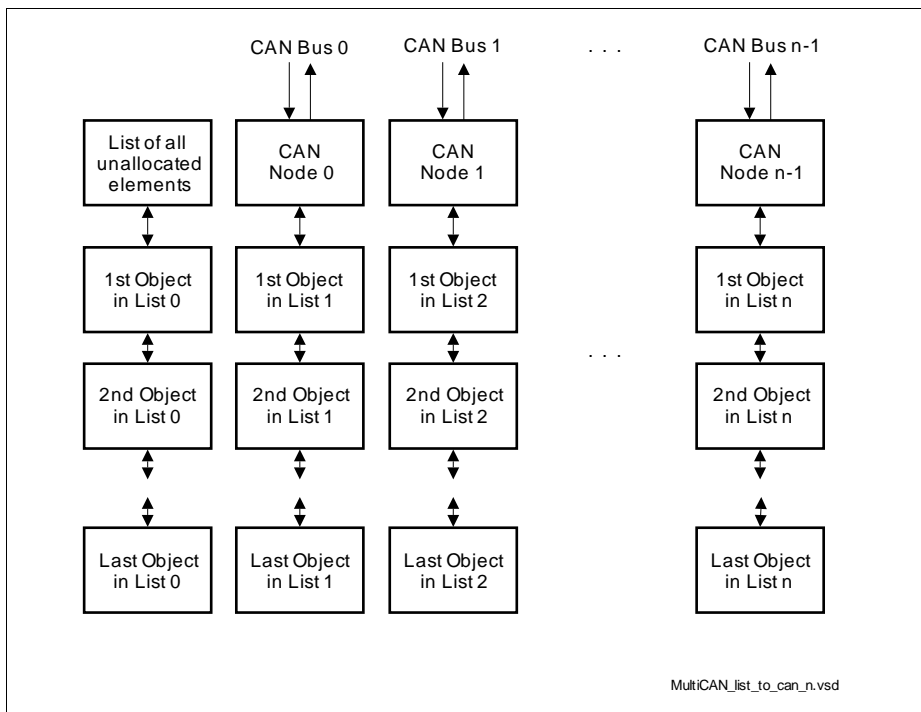 CAN Bus 0
CAN Bus 1
. . .
CAN Bus n-1
List of all
unallocated
elements
CAN
Node 0
CAN
Node 1
CAN
Node n-1
1st Object
in List 0
1st Object
in List 1
1st Object
in List 2
1st Object
in List n
. . .
2nd Object
in List 0
2nd Object
in List 1
2nd Object
in List 2
2nd Object
in List n
Last Object
in List 0
Last Object
in List 1
Last Object
in List 2
Last Object
in List n
MultiCAN_list_to_can_n.vsd